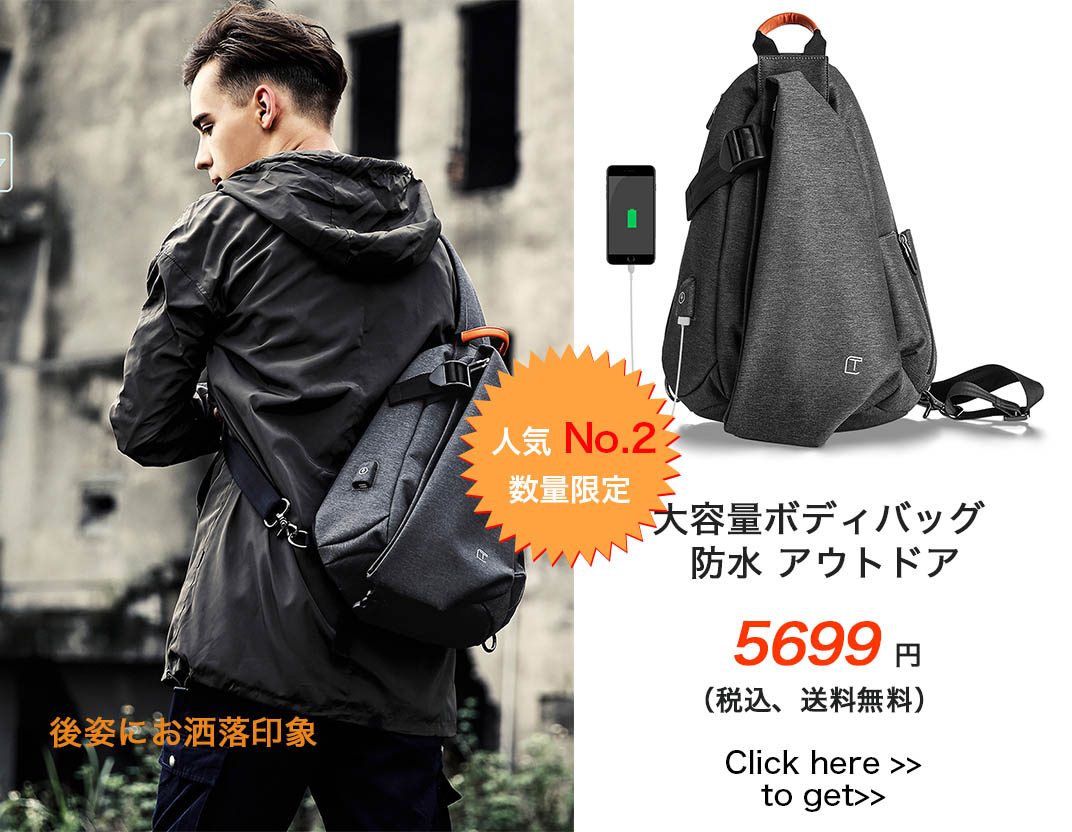 人気 No.2
数量限定
後姿にお洒落印象
大容量ボディバッグ
防水 アウトドア
5699 円
（税込、送料無料）
Click here >>
to get>>